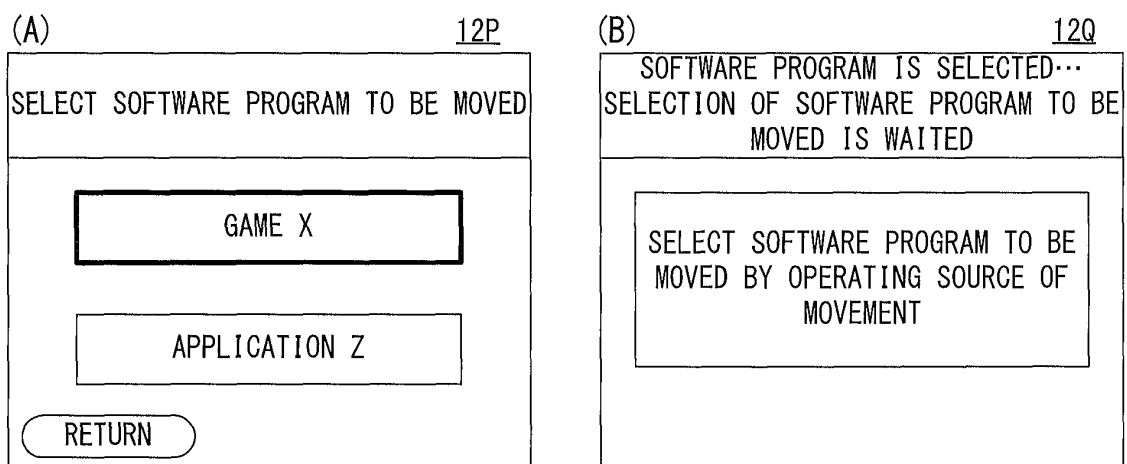 (A)
12P
SELECT SOFTWARE PROGRAM TO BE MOVED
GAME X
APPLICATION Z
RETURN
(B)
12Q
SOFTWARE PROGRAM IS SELECTED···
SELECTION OF SOFTWARE PROGRAM TO BE
MOVED IS WAITED
SELECT SOFTWARE PROGRAM TO BE
MOVED BY OPERATING SOURCE OF
MOVEMENT